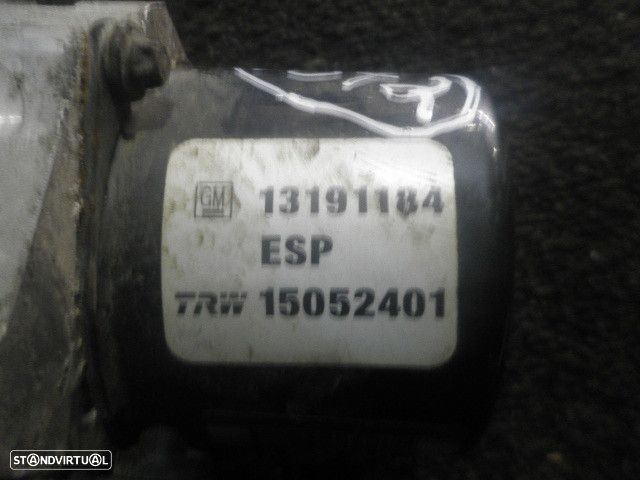 GM 13191184
ESP
TRW 15052401
STANDVIRTUAL